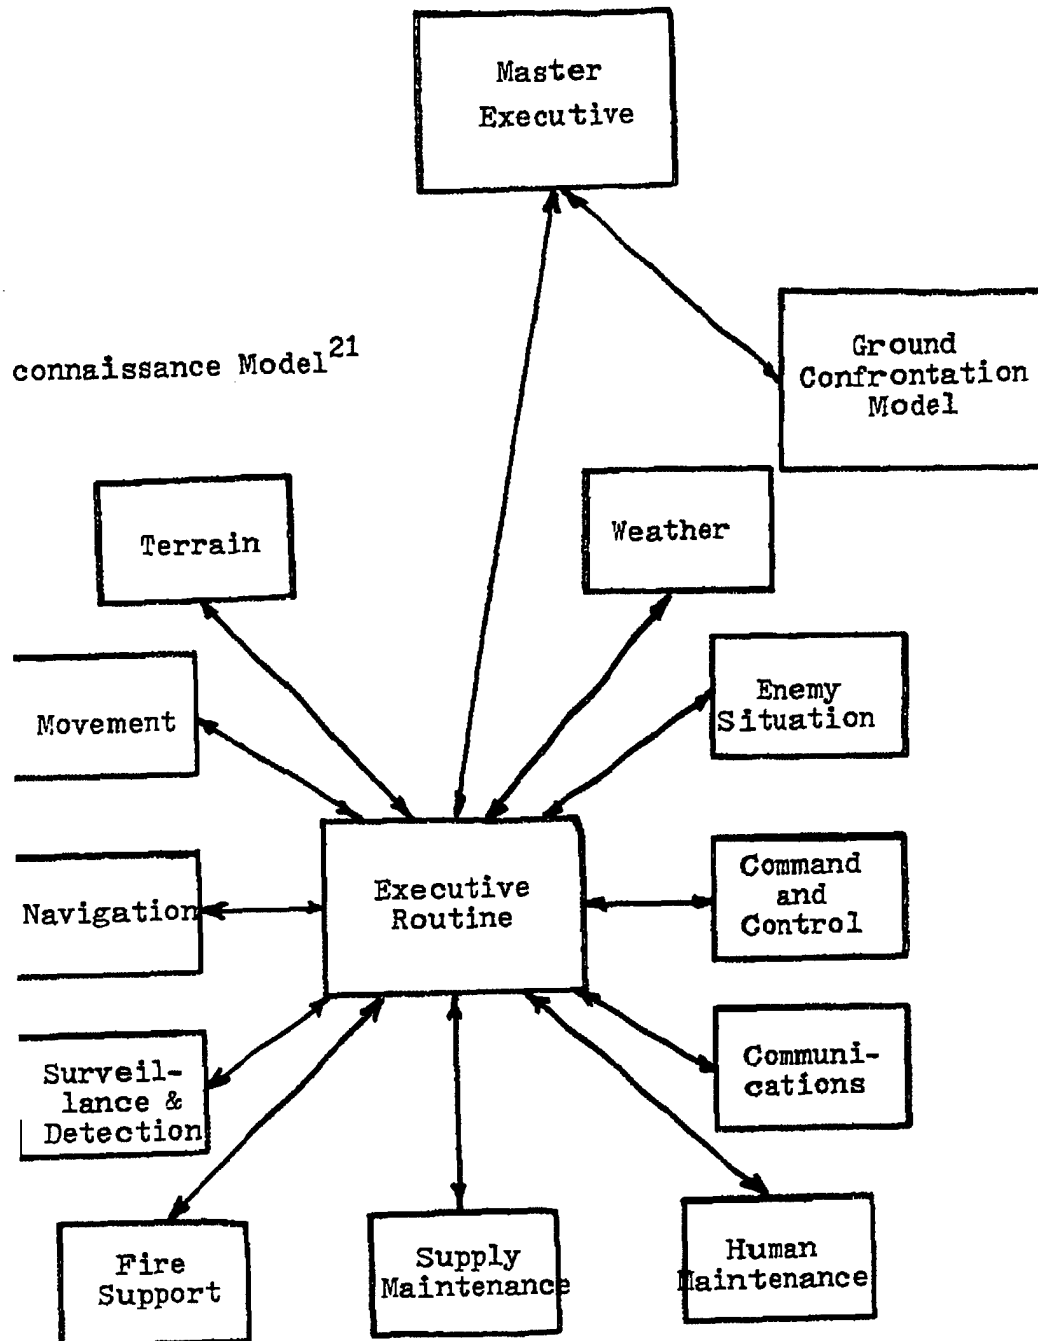 Master
Executive
connaissance Model21
Ground
Confrontation
Model
Terrain
Weather
Movement
Enemy
Situation
Navigation
Executive
Routine
Command
and
Control
Surveil-
lance &
Detection
Communi-
cations
Fire
Support
Supply
Maintenance
Human
Maintenance